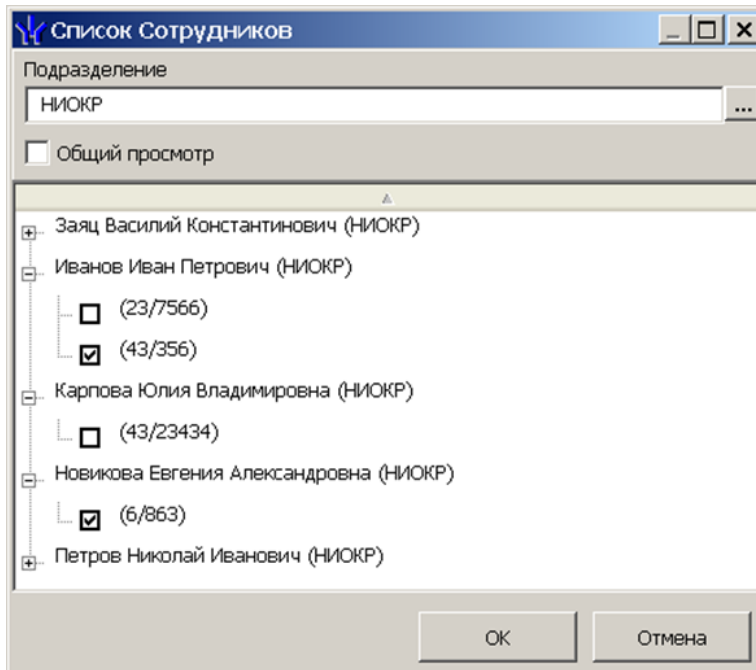 Список Сотрудников
Подразделение
НИОКР
...
Общий просмотр
Заяц Василий Константинович (НИОКР)
Иванов Иван Петрович (НИОКР)
(23/7566)
(43/356)
Карпова Юлия Владимировна (НИОКР)
(43/23434)
Новикова Евгения Александровна (НИОКР)
(6/863)
Петров Николай Иванович (НИОКР)
ОК Отмена